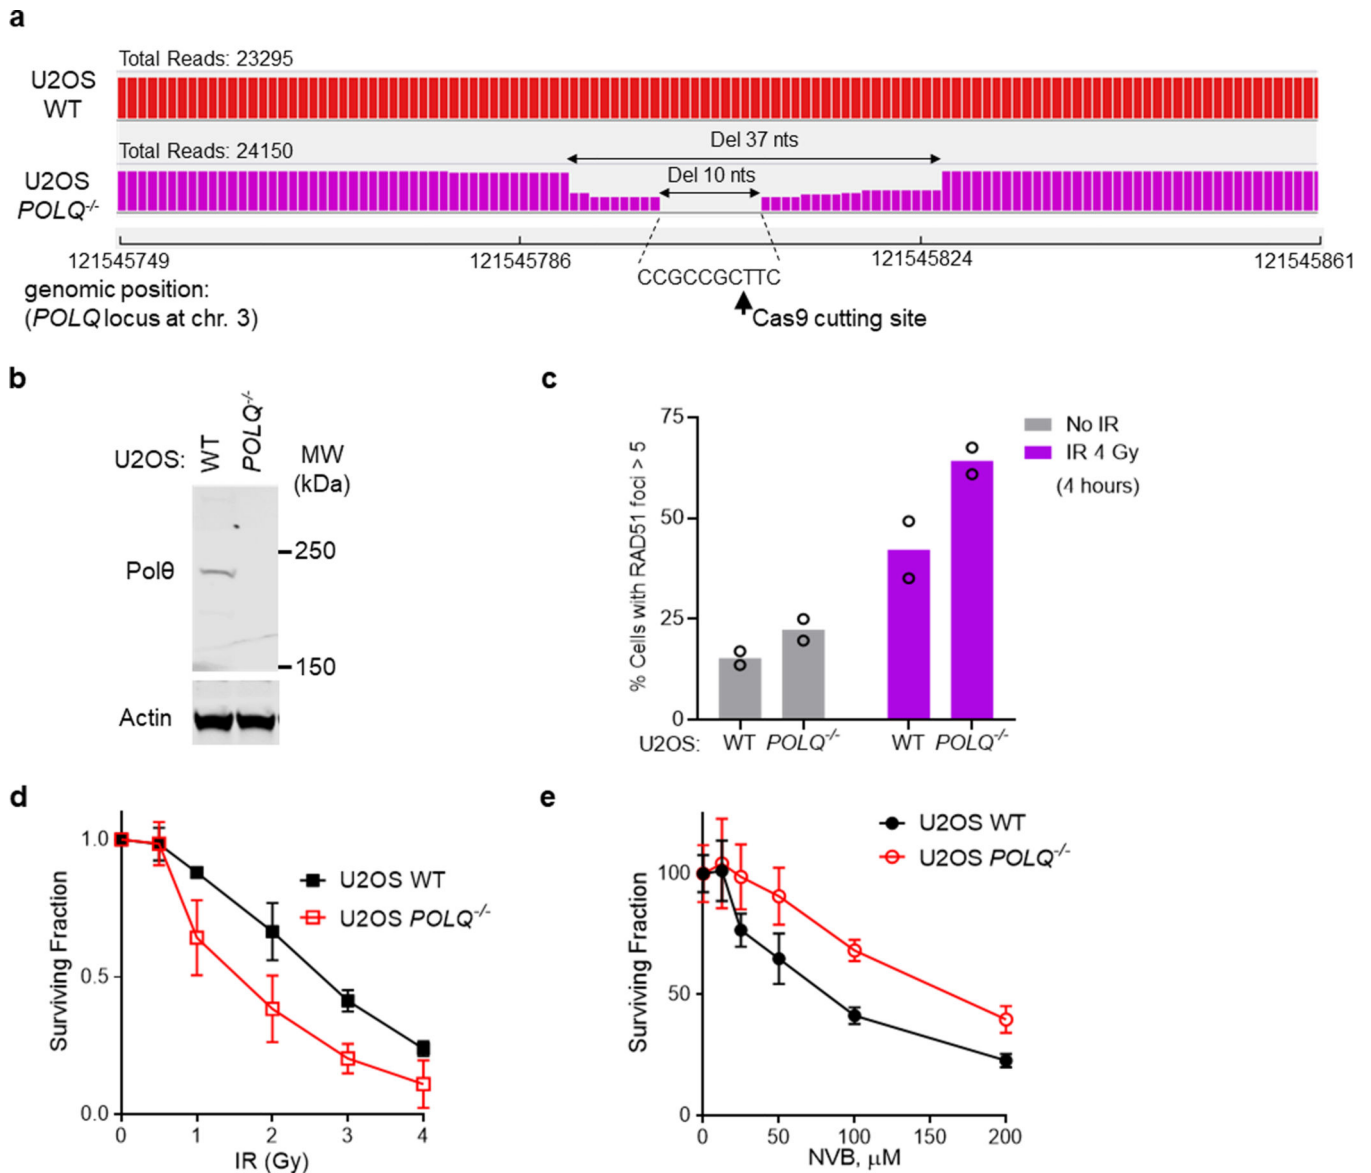 a
Total Reads: 23295
U2OS
WT
Del 37 nts
Total Reads: 24150
Del 10 nts
U2OS
POLQ-/-
121545749
121545786
121545824
121545861
CCGCCGCTTC
genomic position:
(POLQ locus at chr. 3)
Cas9 cutting site
b
U2OS:
WT
POLQ-/-
MW
(kDa)
250
Polθ
150
Actin
c
75
50
25
0
% Cells with RAD51 foci > 5
No IR
IR 4 Gy
(4 hours)
U2OS:
WT
POLQ-/-
WT
POLQ-/-
d
1.0
0.5
0.0
Surviving Fraction
U2OS WT
U2OS POLQ-/-
0
1
2
3
4
IR (Gy)
e
100
50
0
Surviving Fraction
U2OS WT
U2OS POLQ-/-
0
50
100
150
200
NVB, μM